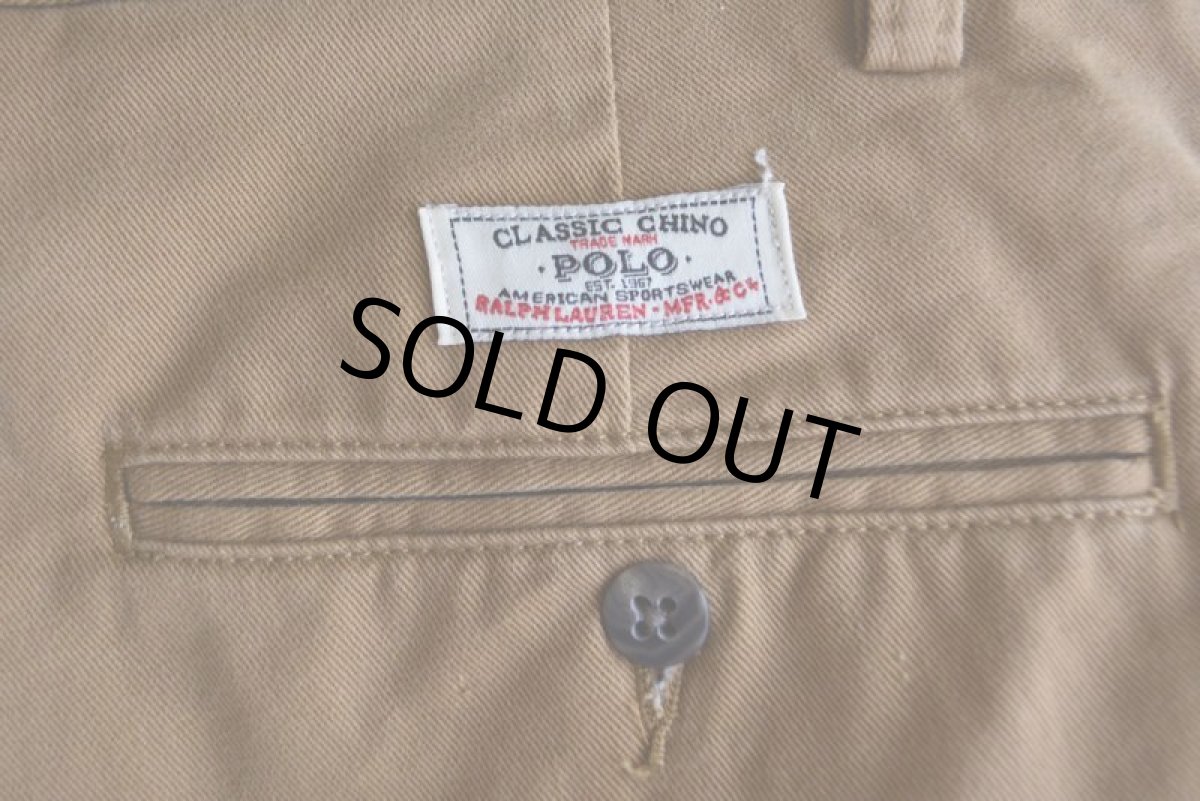 CLASSIC CHINO
TRADE MARK
·POLO·
EST. 1967
AMERICAN SPORTSWEAR
RALPH LAUREN · MFR. & Co.
SOLD OUT